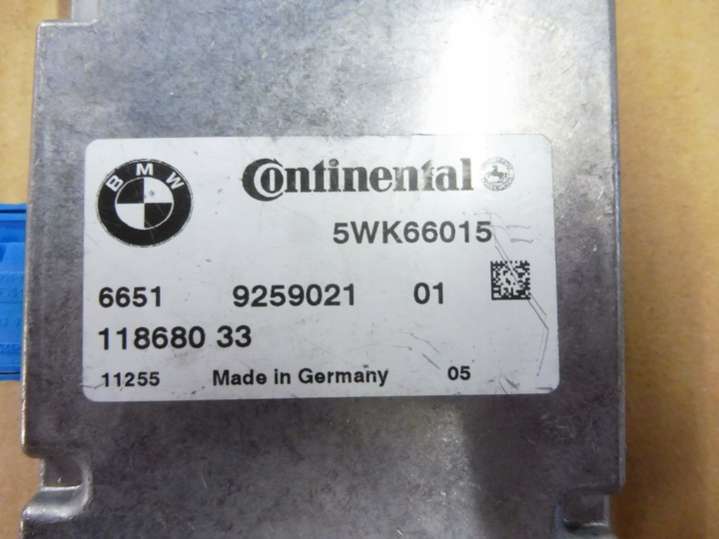 BMW
Continental
5WK66015
6651 9259021 01
118680 33
11255 Made in Germany 05